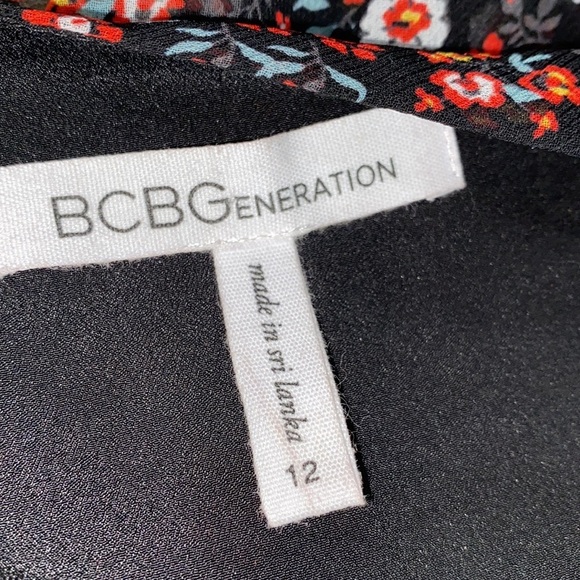 BCBGENERATION
made in sri lanka
12